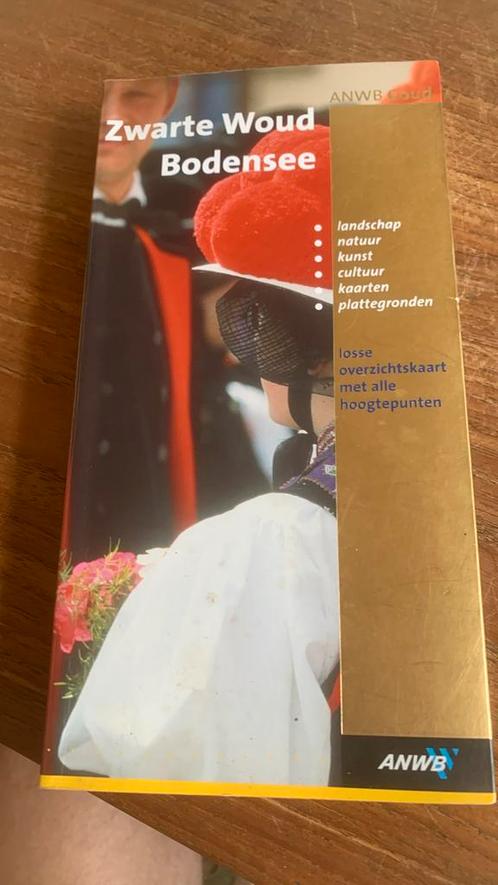 ANWB Goud
Zwarte Woud
Bodensee
• landschap
• natuur
• kunst
• cultuur
• kaarten
• plattegronden
losse
overzichtskaart
met alle
hoogtepunten
ANWB